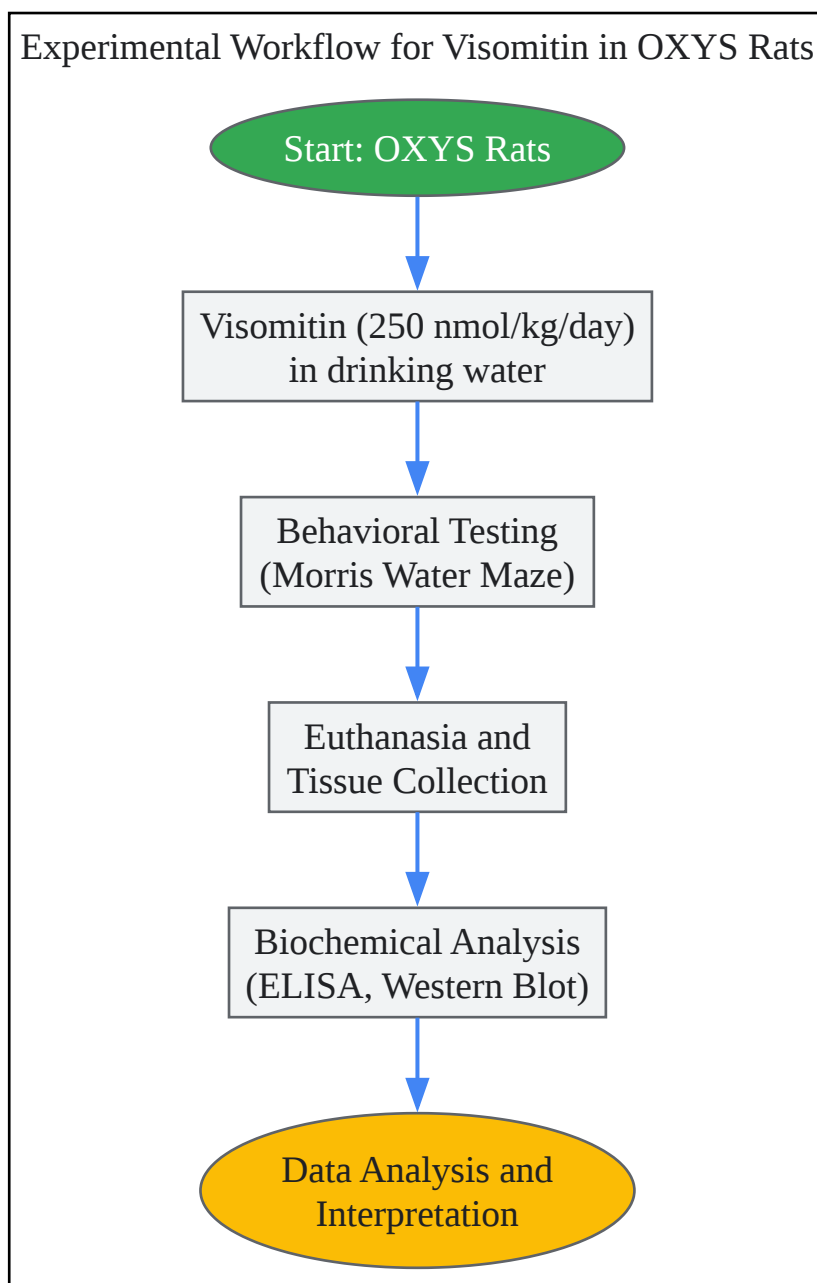 Experimental Workflow for Visomitin in OXYS Rats
Start: OXYS Rats
Visomitin (250 nmol/kg/day)
in drinking water
Behavioral Testing
(Morris Water Maze)
Euthanasia and
Tissue Collection
Biochemical Analysis
(ELISA, Western Blot)
Data Analysis and
Interpretation